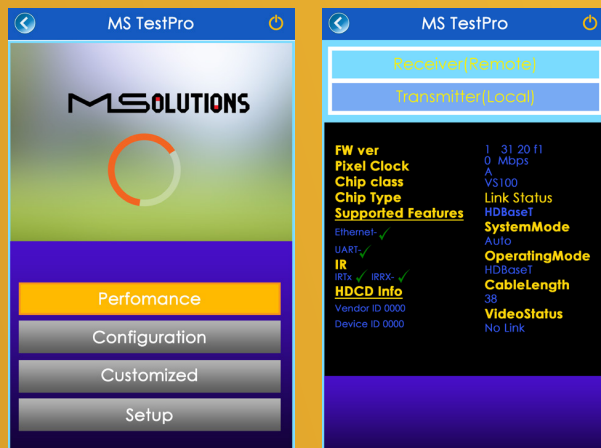 MS TestPro
MSOLUTIONS
Perfomance
Configuration
Customized
Setup
MS TestPro
Receiver(Remote)
Transmitter(Local)
FW ver
Pixel Clock
Chip class
Chip Type
Supported Features
Ethernet-✓
UART-✓
IR
IRTx ✓ IRRX-✓
HDCD Info
Vendor ID 0000
Device ID 0000
1 31 20 f1
0 Mbps
A
VS100
Link Status
HDBaseT
SystemMode
Auto
OperatingMode
HDBaseT
CableLength
38
VideoStatus
No Link